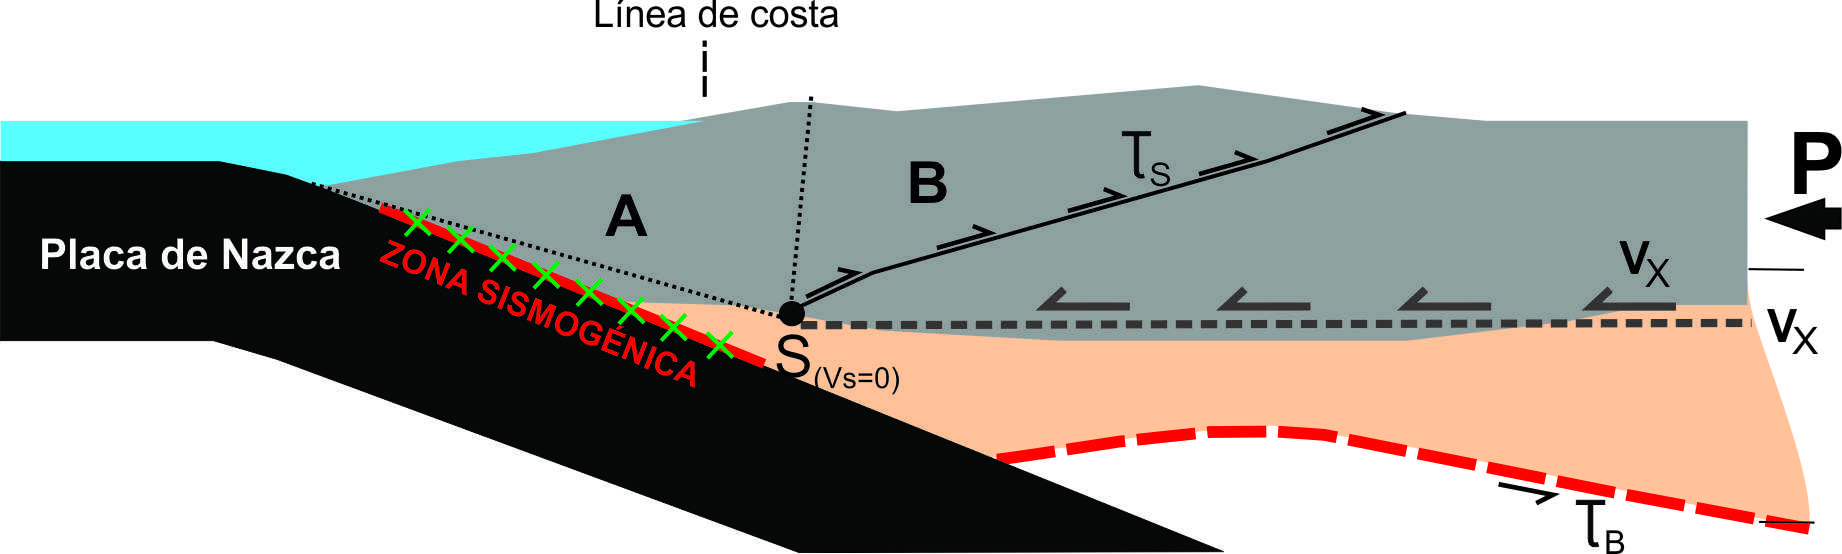 Línea de costa
P
τS
B
A
Placa de Nazca
VX
ZONA SISMOGÉNICA
VX
S(Vs=0)
τB